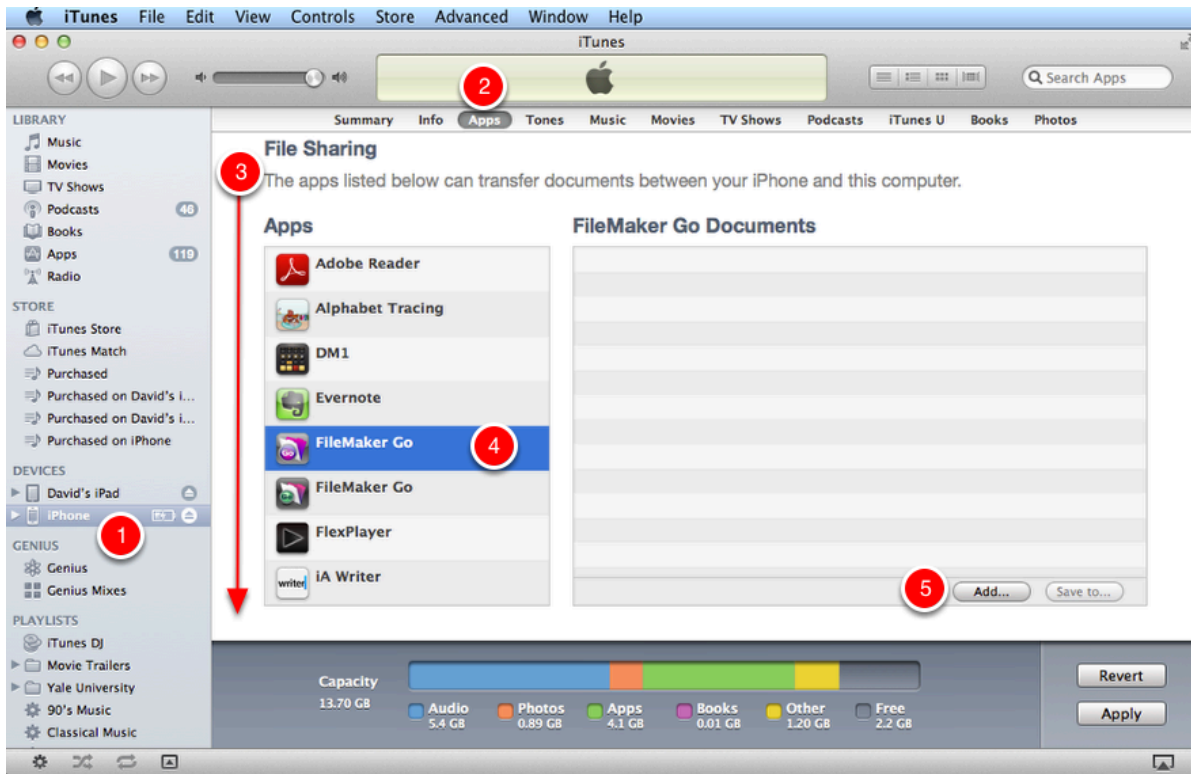 iTunes File Edit View Controls Store Advanced Window Help
iTunes
Search Apps
2
LIBRARY
Music
Movies
TV Shows
Podcasts 46
Books
Apps 119
Radio
STORE
iTunes Store
iTunes Match
Purchased
Purchased on David's i...
Purchased on David's i...
Purchased on iPhone
DEVICES
David's iPad
iPhone
1
GENIUS
Genius
Genius Mixes
PLAYLISTS
iTunes DJ
Movie Trailers
Yale University
90's Music
Classical Music
Summary Info Apps Tones Music Movies TV Shows Podcasts iTunes U Books Photos
File Sharing
3
The apps listed below can transfer documents between your iPhone and this computer.
Apps
Adobe Reader
Alphabet Tracing
DM1
Evernote
FileMaker Go 4
GO
FileMaker Go
FlexPlayer
writer iA Writer
FileMaker Go Documents
5 Add... Save to...
Capacity
13.70 GB
Audio Photos Apps Books Other Free
5.4 GB 0.89 GB 4.1 GB 0.01 GB 1.20 GB 2.2 GB
Revert
Apply